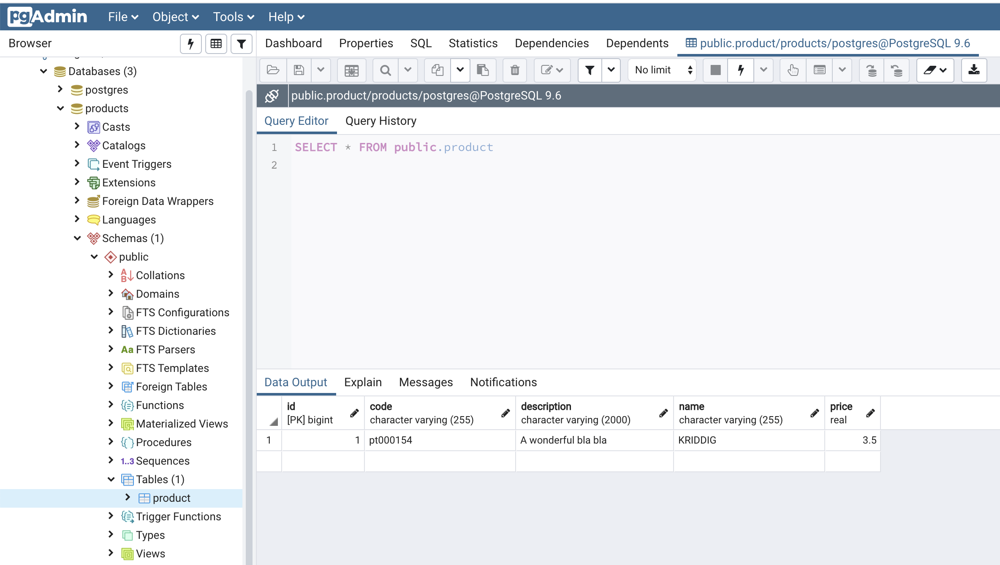 pgAdmin File Object Tools Help
Browser
Dashboard Properties SQL Statistics Dependencies Dependents public.product/products/postgres@PostgreSQL 9.6
Databases (3)
postgres
products
Casts
Catalogs
Event Triggers
Extensions
Foreign Data Wrappers
Languages
Schemas (1)
public
Collations
Domains
FTS Configurations
FTS Dictionaries
Aa FTS Parsers
FTS Templates
Foreign Tables
Functions
Materialized Views
Procedures
1..3 Sequences
Tables (1)
product
Trigger Functions
Types
Views
No limit
public.product/products/postgres@PostgreSQL 9.6
Query Editor Query History
1 SELECT * FROM public.product
2
Data Output Explain Messages Notifications
id code description name price
[PK] bigint character varying (255) character varying (2000) character varying (255) real
1 1 pt000154 A wonderful bla bla KRIDDIG 3.5